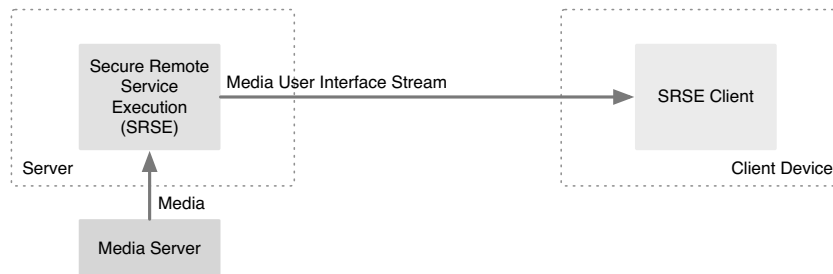 Secure Remote
Service
Execution
(SRSE)
Media User Interface Stream
SRSE Client
Server
Client Device
Media
Media Server